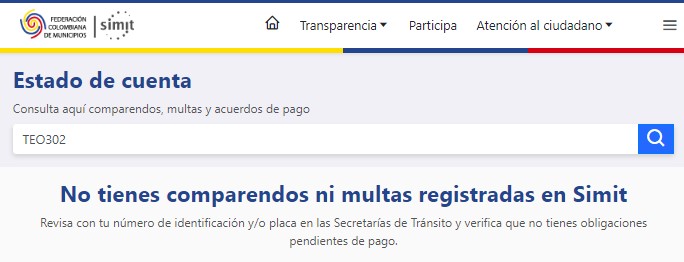 FEDERACIÓN
COLOMBIANA
DE MUNICIPIOS
simit
Transparencia
Participa
Atención al ciudadano
Estado de cuenta
Consulta aquí comparendos, multas y acuerdos de pago
TEO302
No tienes comparendos ni multas registradas en Simit
Revisa con tu número de identificación y/o placa en las Secretarías de Tránsito y verifica que no tienes obligaciones
pendientes de pago.